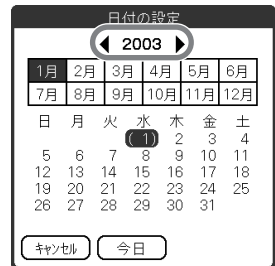 日付の設定
◀ 2003 ▶
1月 2月 3月 4月 5月 6月
7月 8月 9月 10月 11月 12月
日 月 火 水 木 金 土
(1) 2 3 4
5 6 7 8 9 10 11
12 13 14 15 16 17 18
19 20 21 22 23 24 25
26 27 28 29 30 31
キャンセル 今日